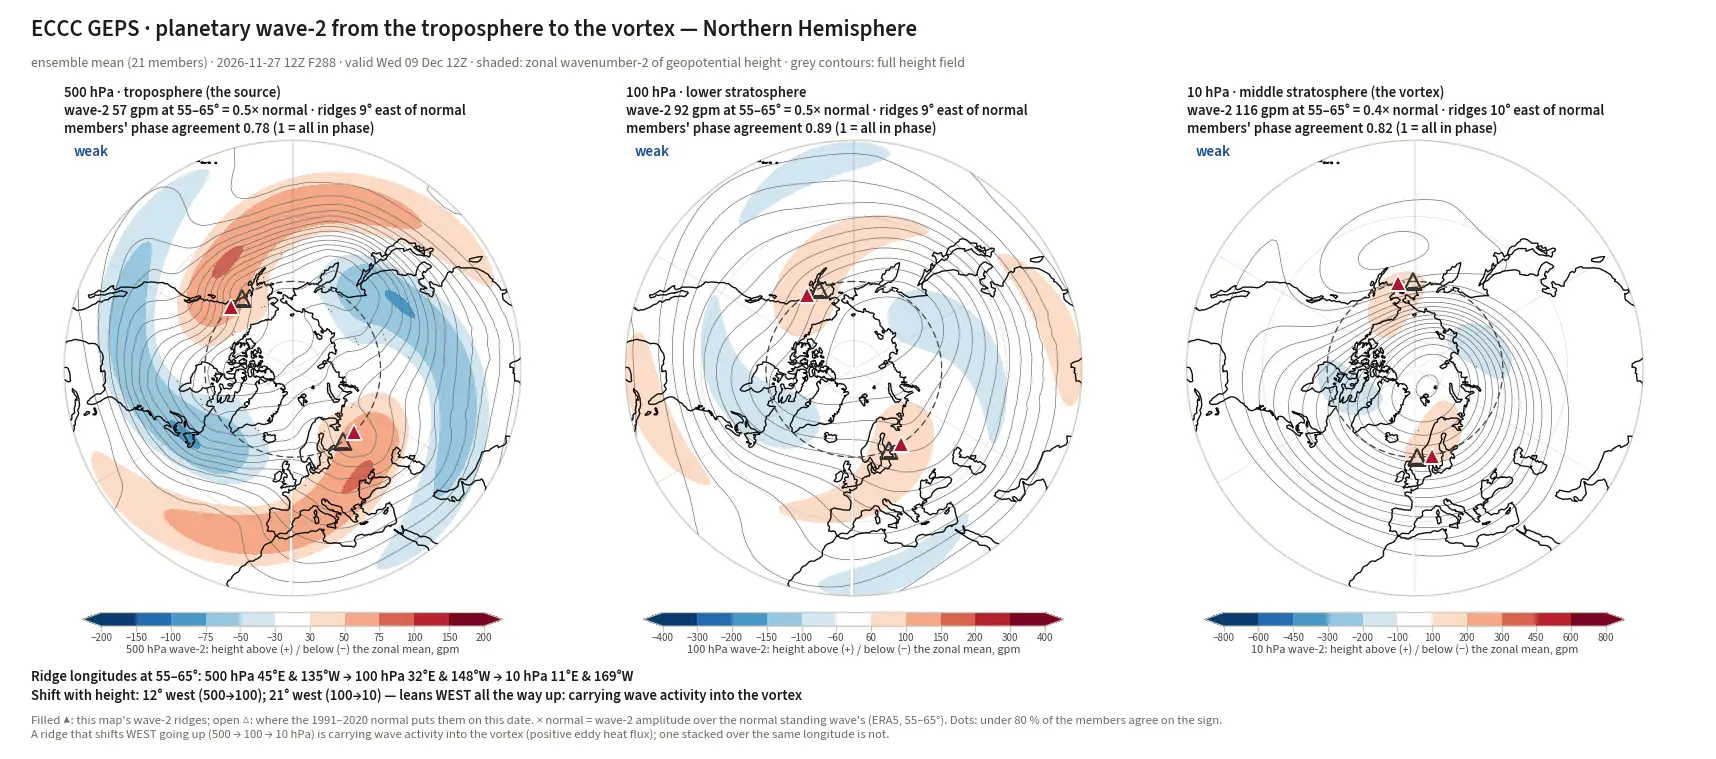 ECCC GEPS · planetary wave-2 from the troposphere to the vortex — Northern Hemisphere
ensemble mean (21 members) · 2026-11-27 12Z F288 · valid Wed 09 Dec 12Z · shaded: zonal wavenumber-2 of geopotential height · grey contours: full height field
500 hPa · troposphere (the source)
wave-2 57 gpm at 55–65° = 0.5× normal · ridges 9° east of normal
members' phase agreement 0.78 (1 = all in phase)
weak
100 hPa · lower stratosphere
wave-2 92 gpm at 55–65° = 0.5× normal · ridges 9° east of normal
members' phase agreement 0.89 (1 = all in phase)
weak
10 hPa · middle stratosphere (the vortex)
wave-2 116 gpm at 55–65° = 0.4× normal · ridges 10° east of normal
members' phase agreement 0.82 (1 = all in phase)
weak
−200 −150 −100 −75 −50 −30 30 50 75 100 150 200
500 hPa wave-2: height above (+) / below (−) the zonal mean, gpm
−400 −300 −200 −150 −100 −60 60 100 150 200 300 400
100 hPa wave-2: height above (+) / below (−) the zonal mean, gpm
−800 −600 −450 −300 −200 −100 100 200 300 450 600 800
10 hPa wave-2: height above (+) / below (−) the zonal mean, gpm
Ridge longitudes at 55–65°: 500 hPa 45°E & 135°W → 100 hPa 32°E & 148°W → 10 hPa 11°E & 169°W
Shift with height: 12° west (500→100); 21° west (100→10) — leans WEST all the way up: carrying wave activity into the vortex
Filled ▲: this map's wave-2 ridges; open △: where the 1991–2020 normal puts them on this date. × normal = wave-2 amplitude over the normal standing wave's (ERA5, 55–65°). Dots: under 80 % of the members agree on the sign.
A ridge that shifts WEST going up (500 → 100 → 10 hPa) is carrying wave activity into the vortex (positive eddy heat flux); one stacked over the same longitude is not.